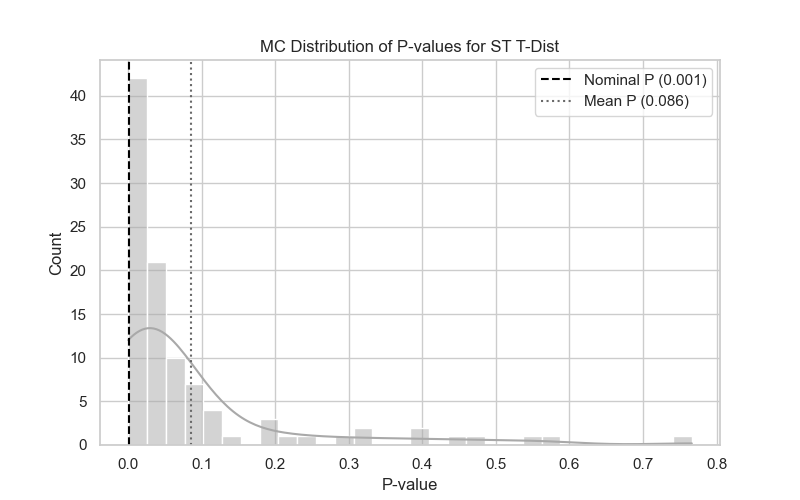 MC Distribution of P-values for ST T-Dist
Nominal P (0.001)
Mean P (0.086)
Count
40
35
30
25
20
15
10
5
0
0.0 0.1 0.2 0.3 0.4 0.5 0.6 0.7 0.8
P-value